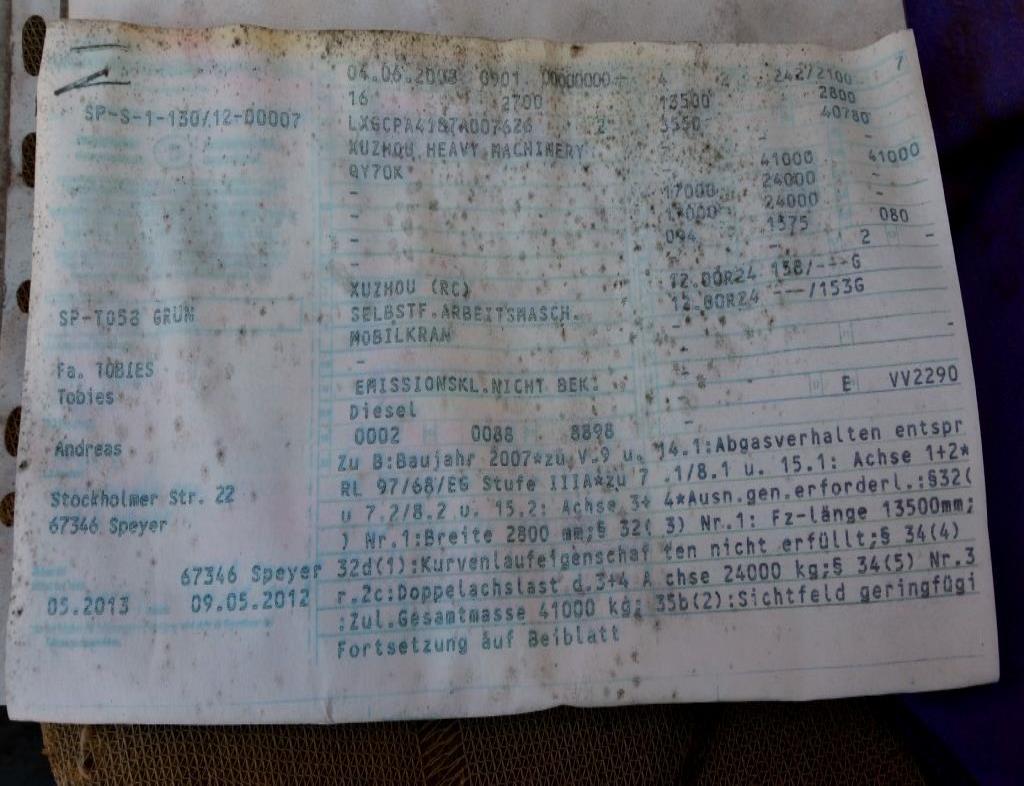 SP-S-1-130/12-00007
SP-T058 GRÜN
Fa. TOBIES
Tobies
Andreas
Stockholmer Str. 22
67346 Speyer
67346 Speyer
05.2013 09.05.2012
04.06.2008 0901 00000000 4 2 242/2100 7
16 2700 13500 2800
2 3550 40780
XUZHOU HEAVY MACHINERY - -
QY70K - 41000 41000
- 17000 24000 -
- 24000 -
- 094 1575 080
- - 2 -
XUZHOU (RC) 12.00R24 158/---G
SELBSTF.ARBEITSMASCH. 12.00R24 ---/153G
MOBILKRAN -
- - -
EMISSIONSKL.NICHT BEK. - E VV2290
Diesel -
0002 0088 8898
Zu B:Baujahr 2007*zu V.9 u. 14.1:Abgasverhalten entspr
RL 97/68/EG Stufe IIIA*zu 7.1/8.1 u. 15.1: Achse 1+2*
u 7.2/8.2 u. 15.2: Achse 3+4*Ausn.gen.erforderl.:§32(
) Nr.1:Breite 2800 mm;§ 32( 3) Nr.1: Fz-länge 13500mm;
32d(1):Kurvenlaufeigenschaften nicht erfüllt;§ 34(4)
r.2c:Doppelachslast d.3+4 Achse 24000 kg;§ 34(5) Nr.3
:Zul.Gesamtmasse 41000 kg; 35b(2):Sichtfeld geringfügi
Fortsetzung auf Beiblatt